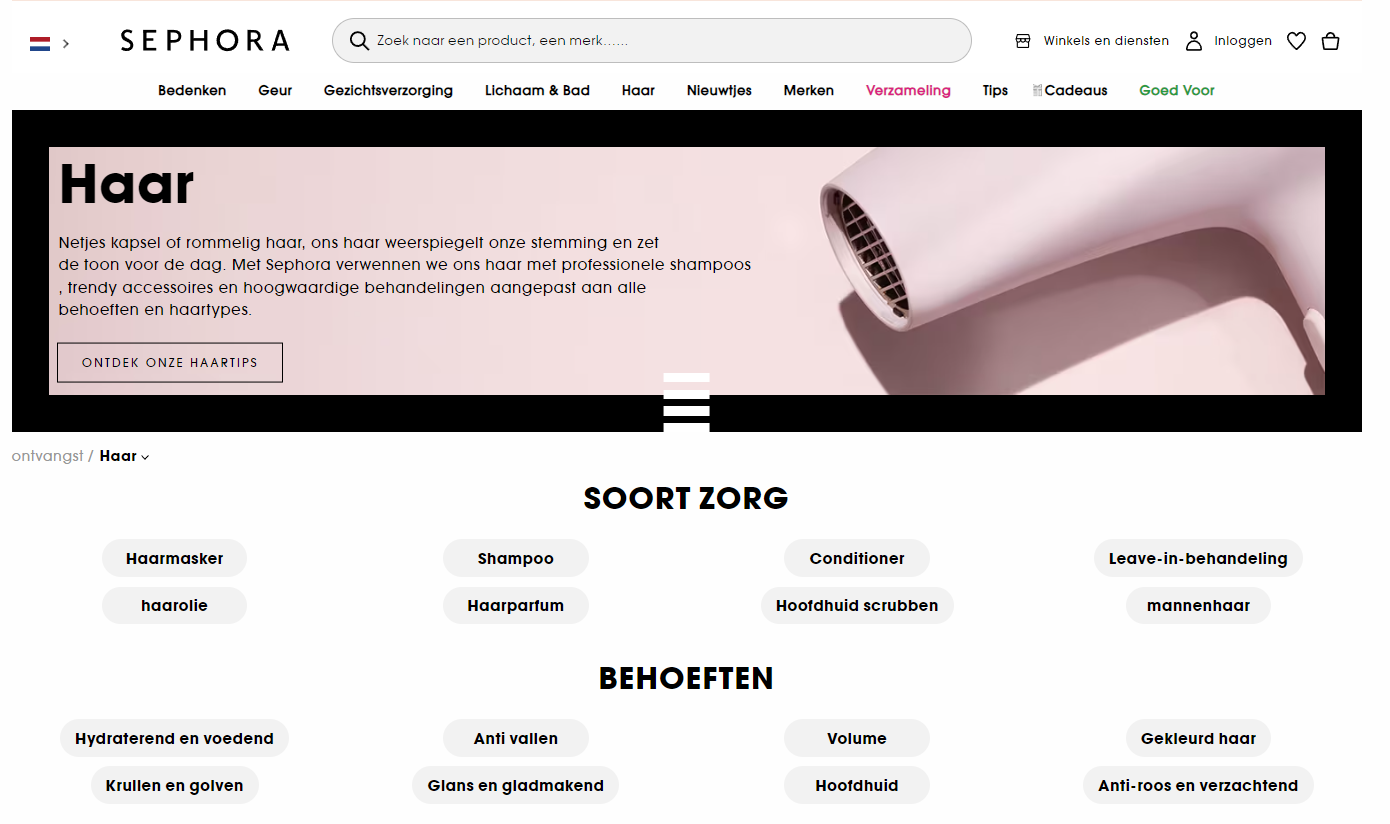 SEPHORA
Zoek naar een product, een merk......
Winkels en diensten
Inloggen
Bedenken
Geur
Gezichtsverzorging
Lichaam & Bad
Haar
Nieuwtjes
Merken
Verzameling
Tips
Cadeaus
Goed Voor
Haar
Netjes kapsel of rommelig haar, ons haar weerspiegelt onze stemming en zet
de toon voor de dag. Met Sephora verwennen we ons haar met professionele shampoos
, trendy accessoires en hoogwaardige behandelingen aangepast aan alle
behoeften en haartypes.
ONTDEK ONZE HAARTIPS
ontvangst / Haar
SOORT ZORG
Haarmasker
Shampoo
Conditioner
Leave-in-behandeling
haarolie
Haarparfum
Hoofdhuid scrubben
mannenhaar
BEHOEFTEN
Hydraterend en voedend
Anti vallen
Volume
Gekleurd haar
Krullen en golven
Glans en gladmakend
Hoofdhuid
Anti-roos en verzachtend